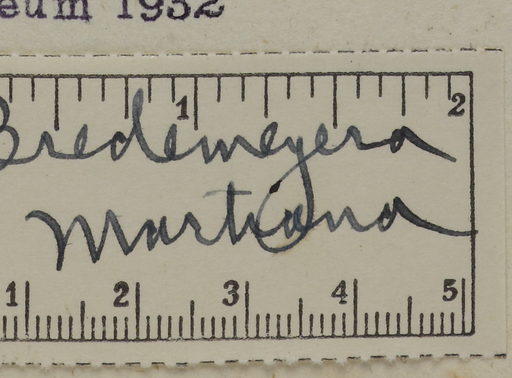 eum 1932
1 2
Bredemeyera
Martiana
1 2 3 4 5